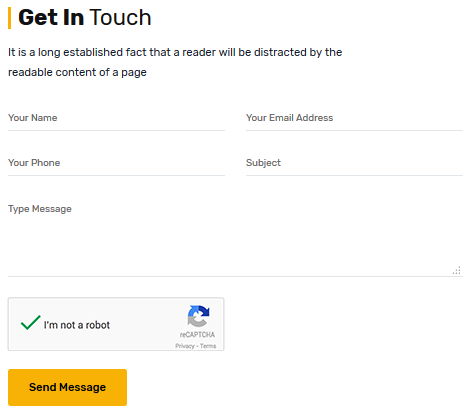 Get In Touch
It is a long established fact that a reader will be distracted by the
readable content of a page
Your Name
Your Email Address
Your Phone
Subject
Type Message
I'm not a robot
reCAPTCHA
Privacy - Terms
Send Message